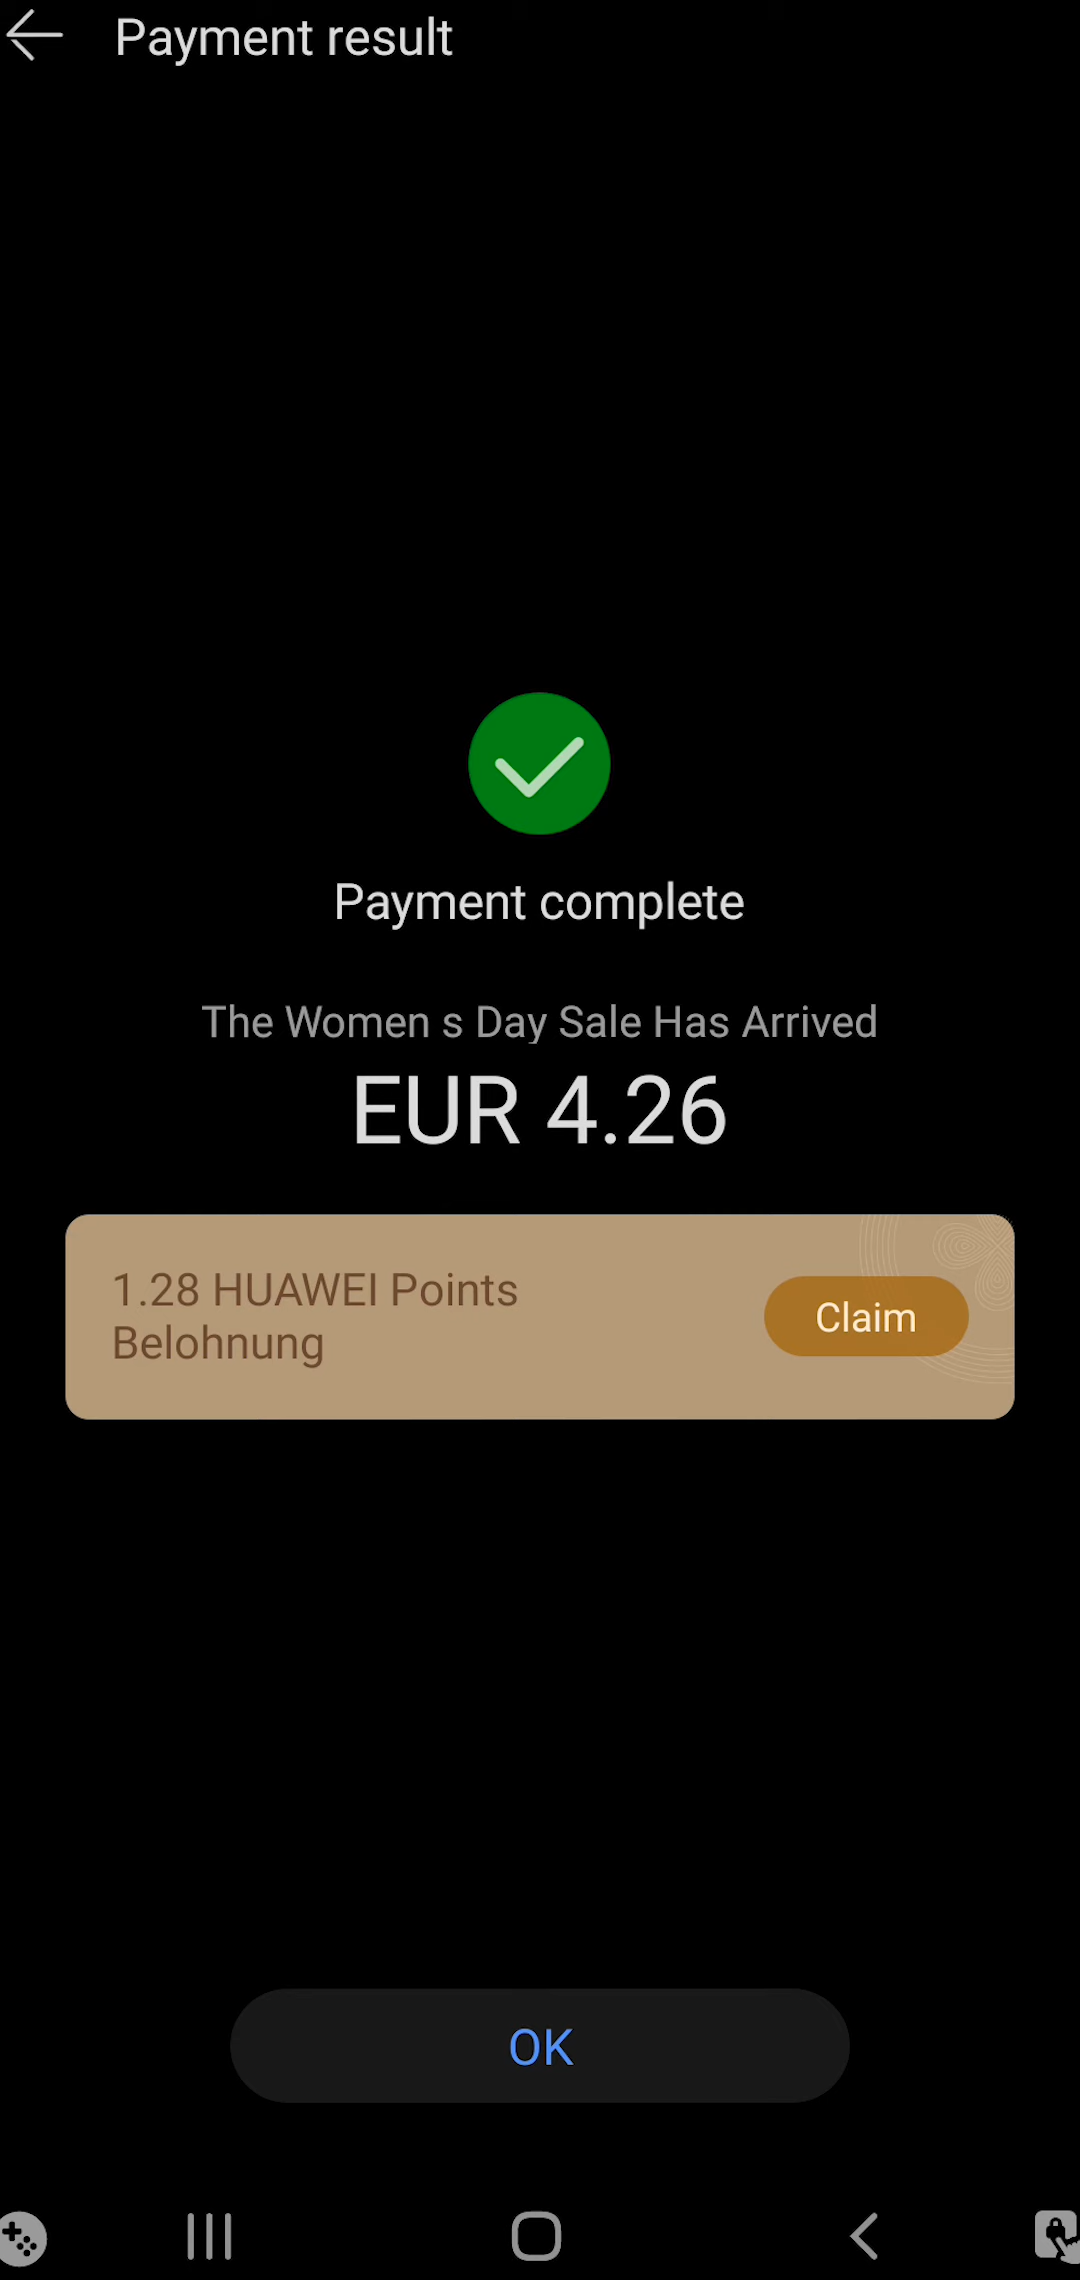 Payment result
Payment complete
The Women s Day Sale Has Arrived
EUR 4.26
1.28 HUAWEI Points
Belohnung
Claim
OK